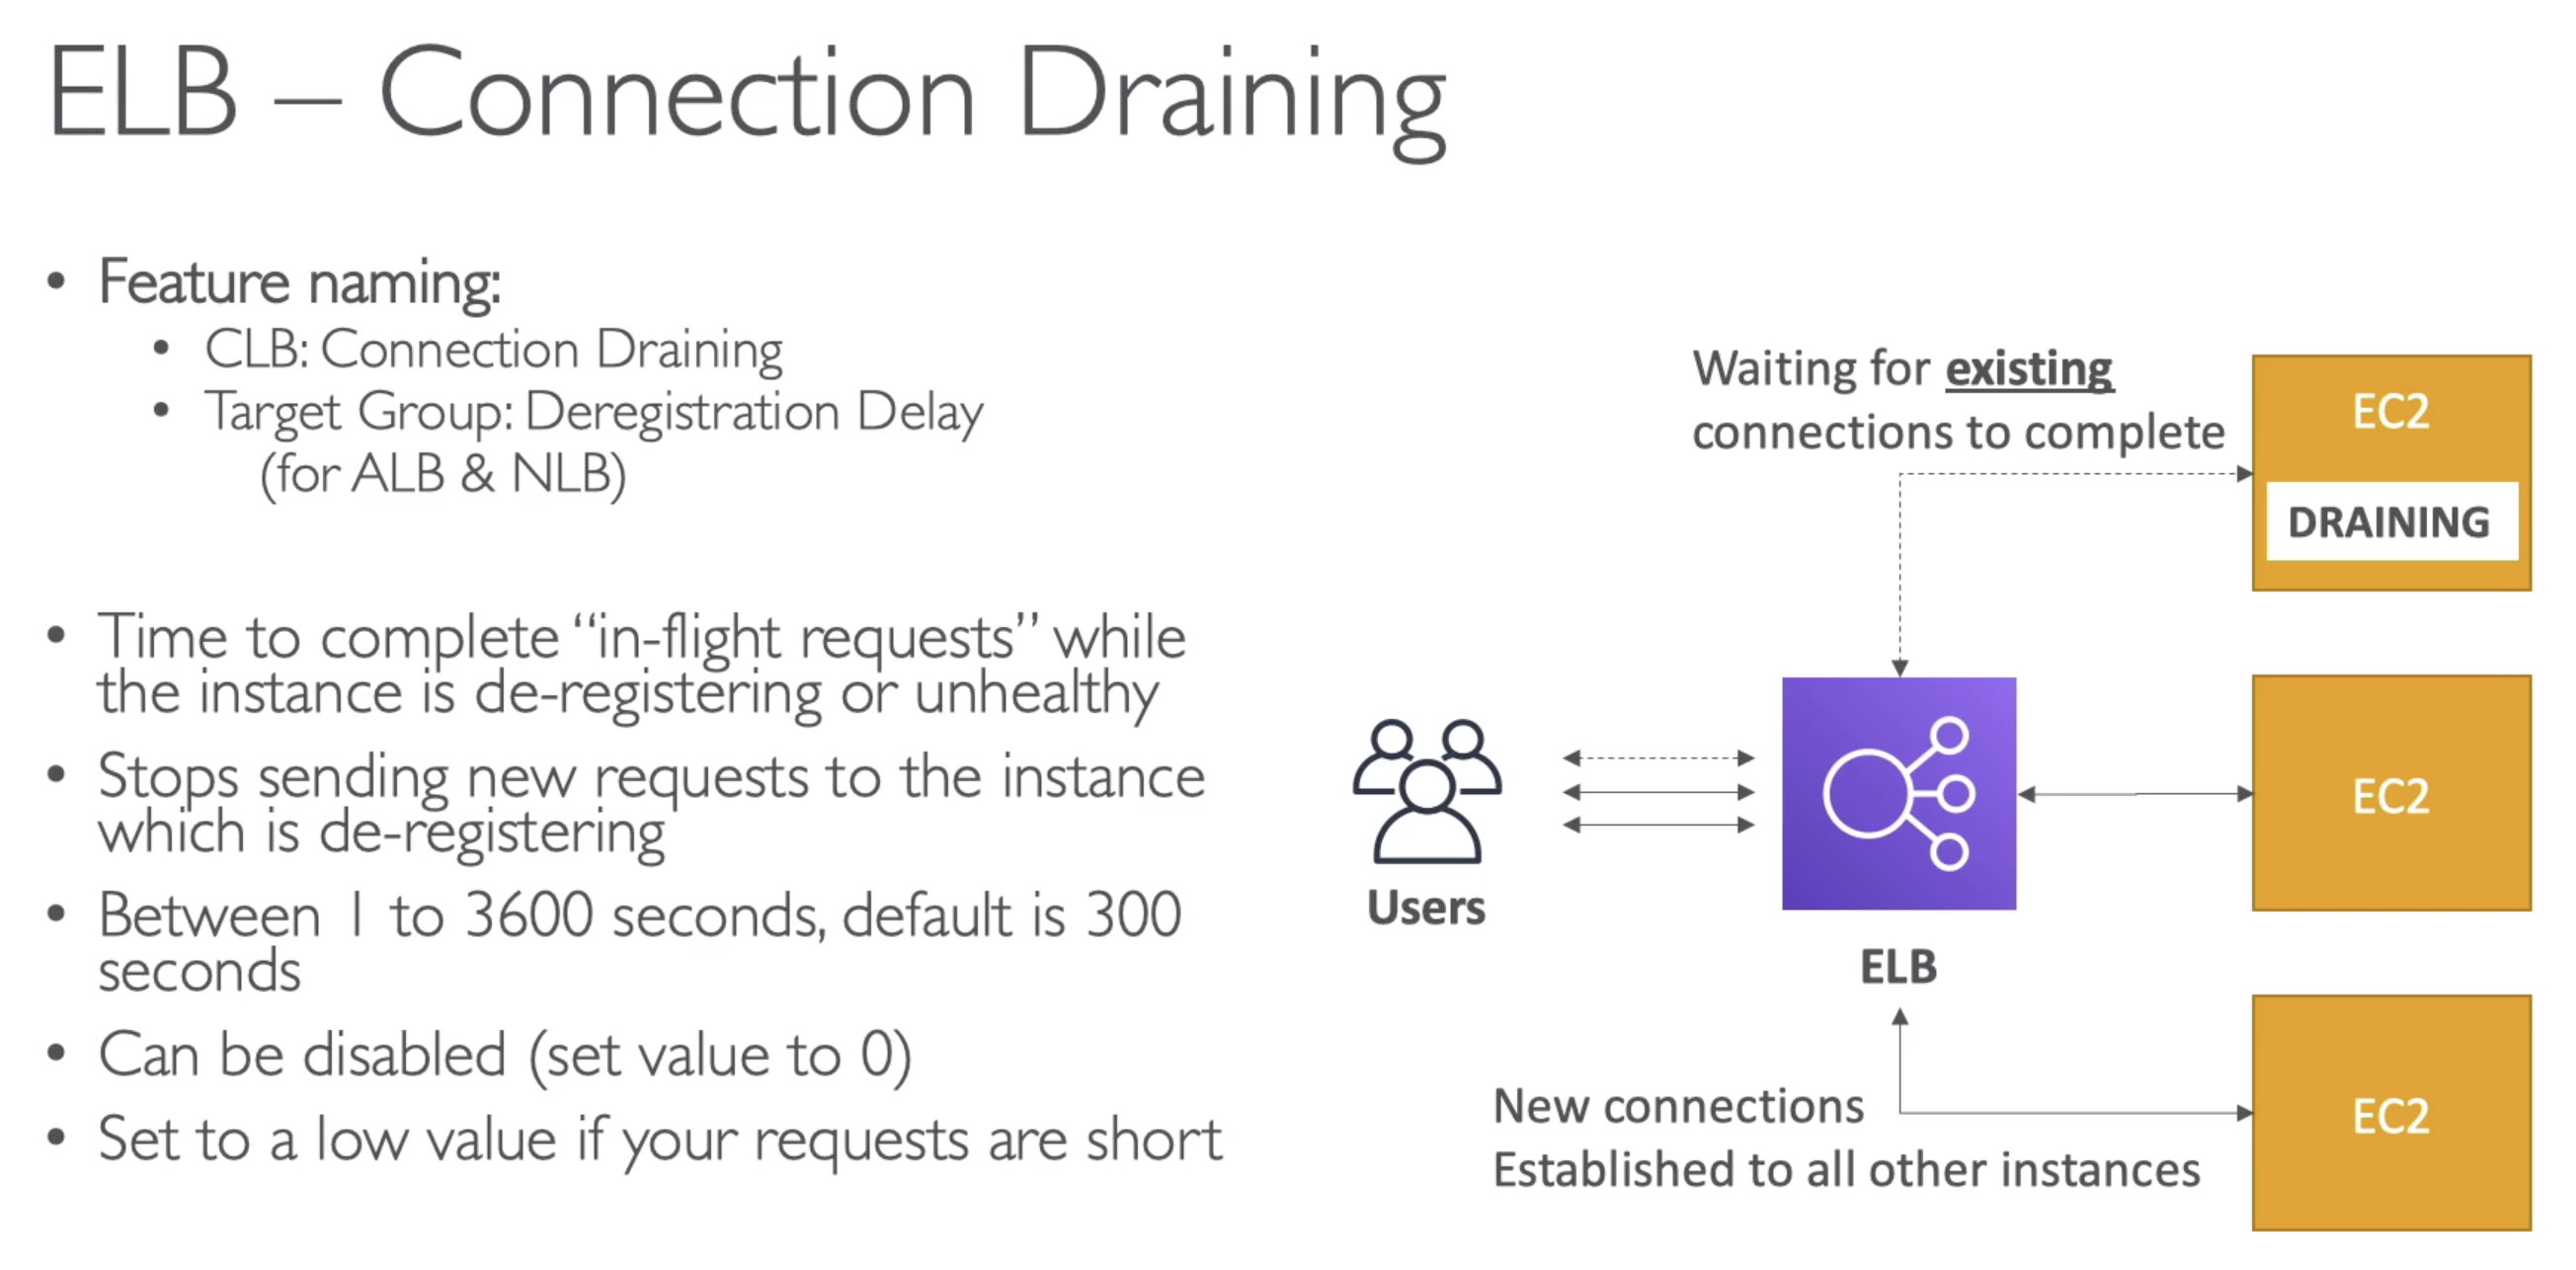 ELB – Connection Draining
• Feature naming:
• CLB: Connection Draining
• Target Group: Deregistration Delay
(for ALB & NLB)
• Time to complete “in-flight requests” while
the instance is de-registering or unhealthy
• Stops sending new requests to the instance
which is de-registering
• Between 1 to 3600 seconds, default is 300
seconds
• Can be disabled (set value to 0)
• Set to a low value if your requests are short
Waiting for existing
connections to complete
EC2
DRAINING
Users
ELB
EC2
New connections
Established to all other instances
EC2